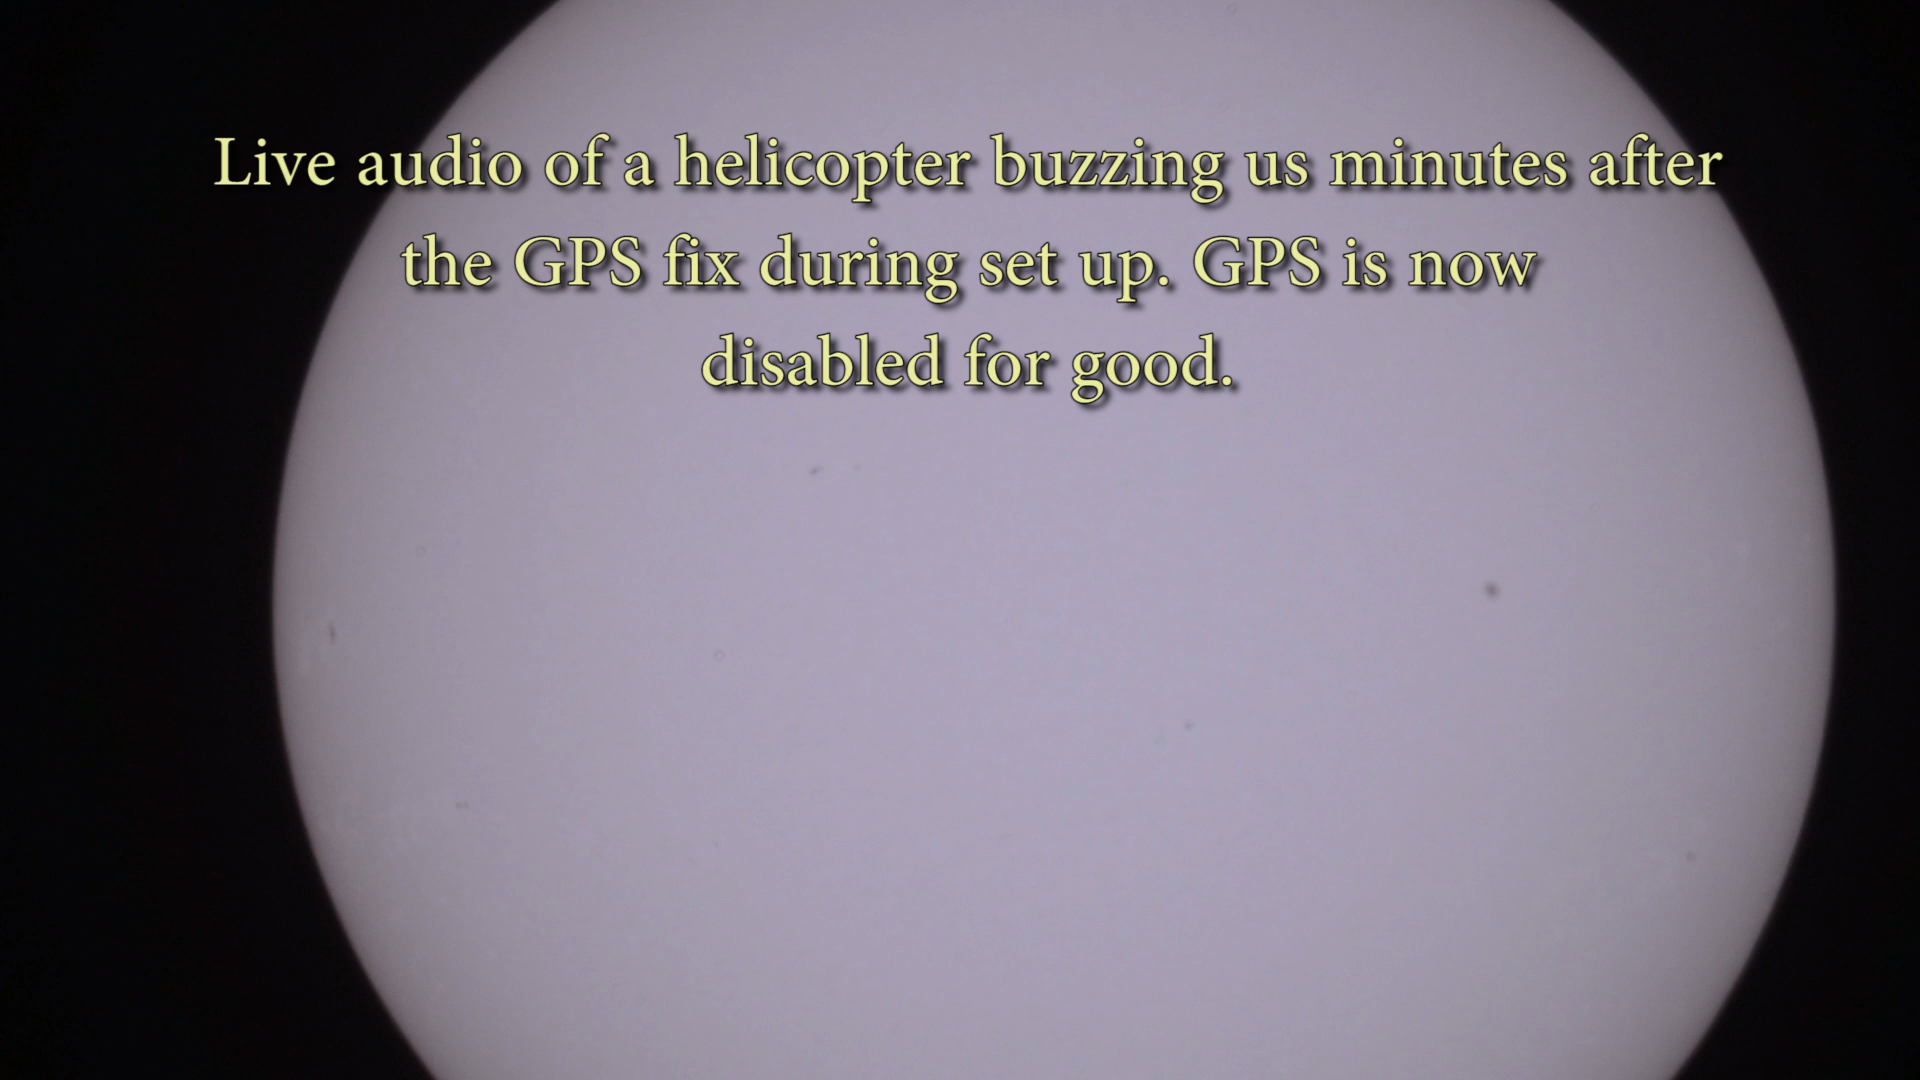 Live audio of a helicopter buzzing us minutes after
the GPS fix during set up. GPS is now
disabled for good.